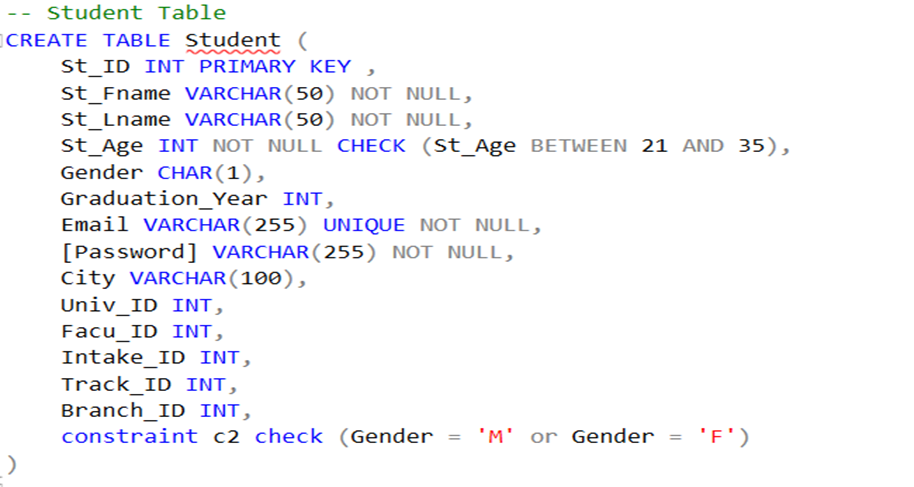 -- Student Table
CREATE TABLE Student (
St_ID INT PRIMARY KEY ,
St_Fname VARCHAR(50) NOT NULL,
St_Lname VARCHAR(50) NOT NULL,
St_Age INT NOT NULL CHECK (St_Age BETWEEN 21 AND 35),
Gender CHAR(1),
Graduation_Year INT,
Email VARCHAR(255) UNIQUE NOT NULL,
[Password] VARCHAR(255) NOT NULL,
City VARCHAR(100),
Univ_ID INT,
Facu_ID INT,
Intake_ID INT,
Track_ID INT,
Branch_ID INT,
constraint c2 check (Gender = 'M' or Gender = 'F')
)